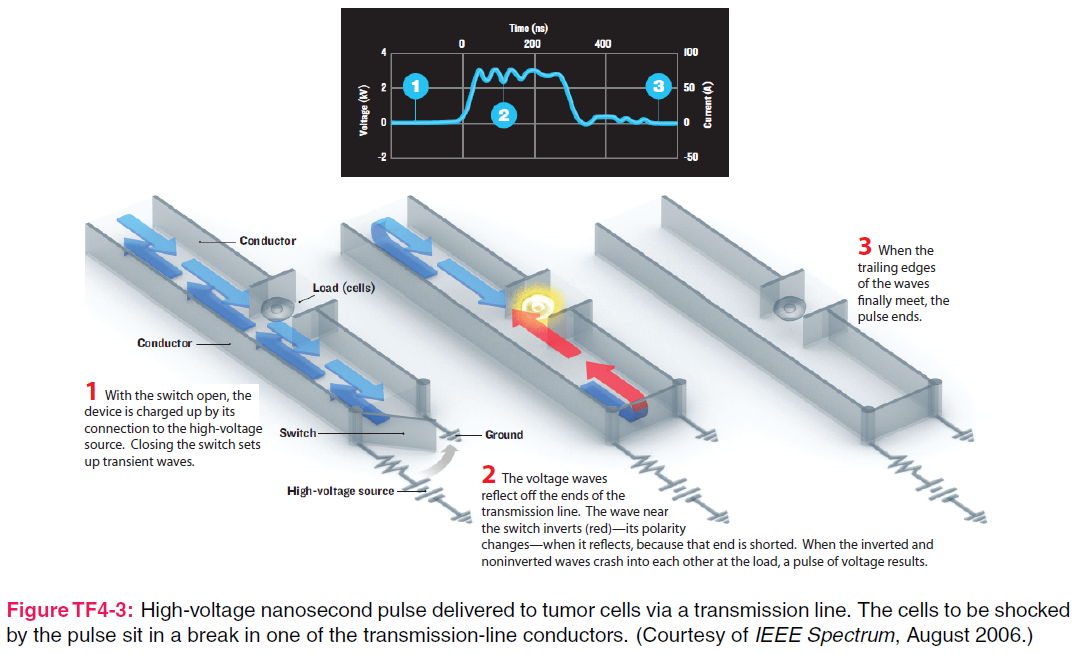 Time (ns)
0 200 400
4 100
2 50
0 0
-2 -50
Voltage (kV)
Current (A)
1
2
3
Conductor
Load (cells)
Conductor
Switch
Ground
High-voltage source
1 With the switch open, the
device is charged up by its
connection to the high-voltage
source. Closing the switch sets
up transient waves.
2 The voltage waves
reflect off the ends of the
transmission line. The wave near
the switch inverts (red)—its polarity
changes—when it reflects, because that end is shorted. When the inverted and
noninverted waves crash into each other at the load, a pulse of voltage results.
3 When the
trailing edges
of the waves
finally meet, the
pulse ends.
Figure TF4-3: High-voltage nanosecond pulse delivered to tumor cells via a transmission line. The cells to be shocked
by the pulse sit in a break in one of the transmission-line conductors. (Courtesy of IEEE Spectrum, August 2006.)